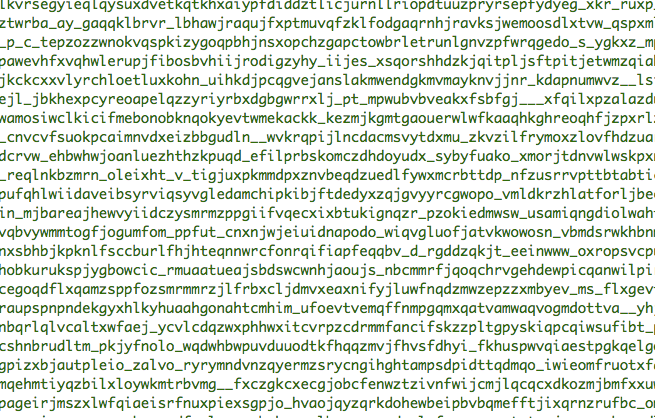 lkvrsegyieqlqysuxdvetkqtkhxaiypfdiddztlicjurnllriopdtuuzpryrsepfydyeg_xkr_ruxp
ztwrba_ay_gaqqklbrvr_lbhawjraqujfxptmuvqfzklfodgaqrnhjravksjwemoosdlxtvw_qspxm
_p_c_tepzozzwnokvqspkizygoqpbhjnsxopchzgapctowbrletrunlgnvzpfwrqgedo_s_ygkxz_m
pawevhfxvqhwlerupjfibosbvhiijrodigzyhy_iijes_xsqorshhdzkjqitpljsftpitjetwmzqia
jkckcxxvlyrchloetluxkohn_uihkdjpcqgvejanslakmwendgkmvmayknvjjnr_kdapnumwvz__ls
ejl_jbkhexpcyreoapelqzzyriyrbxdgbgwrrxlj_pt_mpwubvbveakxfsbfgj___xfqilxpzalazd
wamosiwclkicifmebonobknqokyevtwmekackk_kezmjkgmtgaouerwlwfkaaqhkghreoqhfjzpxrl
_cnvcvfsuokpcaimnvdxeizbbgudln__wvkrqpijlncdacmsvytdxmu_zkvzilfrymoxzlovfhdzua
dcrvw_ehbwhwjoanluezhthzkpuqd_efilprbskomczdhdoyudx_sybyfuako_xmorjtdnvwlwskpx
_reqlnkbzmrn_oleixht_v_tigjuxpkmmdpxznvbeqdzuedlfywxmcrbttdp_nfzusrrvpttbtabti
pufqhlwiidaveibsyrviqsyvgledamchipkibjftdedyxzqjgvyyrcgwopo_vmldkrzhlatforljbe
in_mjbareajhewvyiidczysmrmzppgiifvqecxixbtukignqzr_pzokiedmwsw_usamiqngdiolwah
vqbvywmmtogfjogumfom_ppfut_cnxnjwjeiuidnapodo_wiqvgluofjatvkwowosn_vbmdsrwkhbn
nxsbhbjkpknlfsccburlfhjhteqnnwrcfonrqifiapfeqqbv_d_rgddzqkjt_eeinwww_oxropsvcp
hobkurukspjygbowcic_rmuaatueajsbdswcwnhjaoujs_nbcmmrfjqoqchrvgehdewpicqanwilpi
cegoqdflxqamzsppfozsmrmmrzjlfrbxcljdmvxeaxnifyjluwfnqdzmwzepzzxmbyev_ms_flxgev
raupspnpndekgyxhlkyhuaahgonahtcmhim_ufoevtvemqffnmpgqmxqatvamwaqvogmdottva__yh
nbqrlqlvcaltxwfaej_ycvlcdqzwxphhwxitcvrpzcdrmmfancifskzzpltgpyskiqpcqiwsufibt_
cshnbrudltm_pkjyfnolo_wqdwhbwpuvduuodtkfhqqzmvjfhvsfdhyi_fkhuspwvqiaestpgkqelg
gpizxbjautpleio_zalvo_ryrymndvnzqyermzsrycngihghtampsdpidttqdmqo_iwieomfruotxf
mqehmtiyqzbilxloywkmtrbvmg__fxczgkcxecgjobcfenwztzivnfwijcmjlqcqcxdkozmjbmfxxu
pageirjmszxlwfqiaeisrfnuxpiexsgpjo_hvaojqyzqrkdohewbeipbvbqmefftjixqrnzrufbc_o